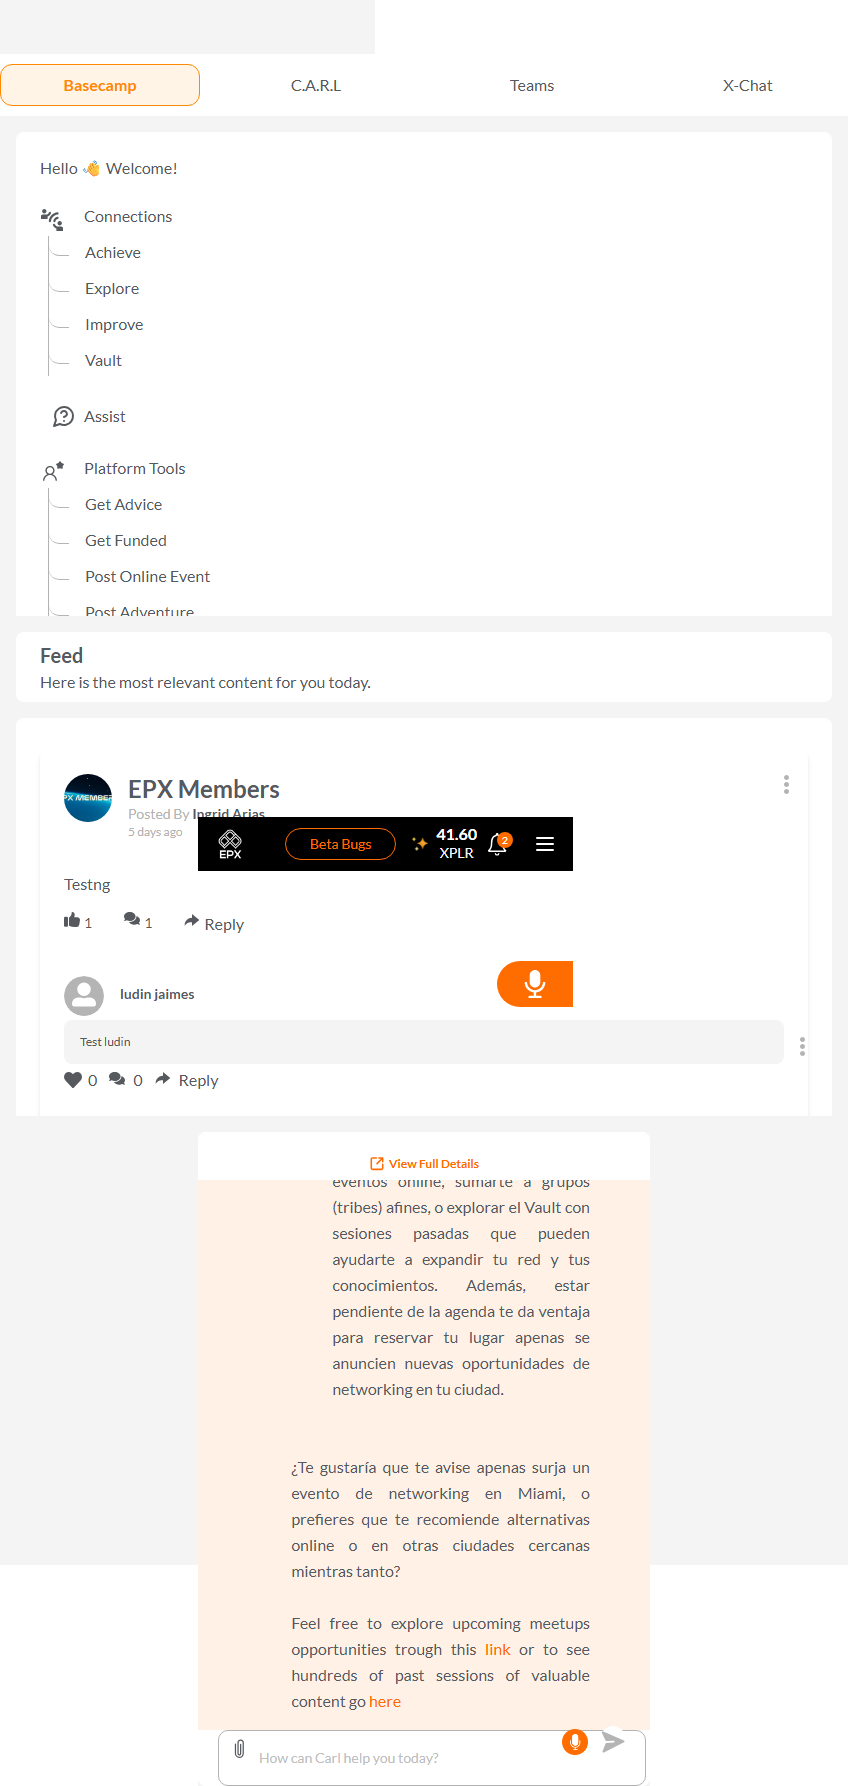 Basecamp
C.A.R.L
Teams
X-Chat
Hello 👋 Welcome!
Connections
Achieve
Explore
Improve
Vault
Assist
Platform Tools
Get Advice
Get Funded
Post Online Event
Post Adventure
Feed
Here is the most relevant content for you today.
EPX MEMBER
EPX Members
Posted By Ingrid Arias
5 days ago
EPX
Beta Bugs
41.60
XPLR
2
Testng
1
1
Reply
ludin jaimes
Test ludin
0
0
Reply
View Full Details
eventos online, sumarte a grupos
(tribes) afines, o explorar el Vault con
sesiones pasadas que pueden
ayudarte a expandir tu red y tus
conocimientos. Además, estar
pendiente de la agenda te da ventaja
para reservar tu lugar apenas se
anuncien nuevas oportunidades de
networking en tu ciudad.
¿Te gustaría que te avise apenas surja un
evento de networking en Miami, o
prefieres que te recomiende alternativas
online o en otras ciudades cercanas
mientras tanto?
Feel free to explore upcoming meetups
opportunities trough this link or to see
hundreds of past sessions of valuable
content go here
How can Carl help you today?